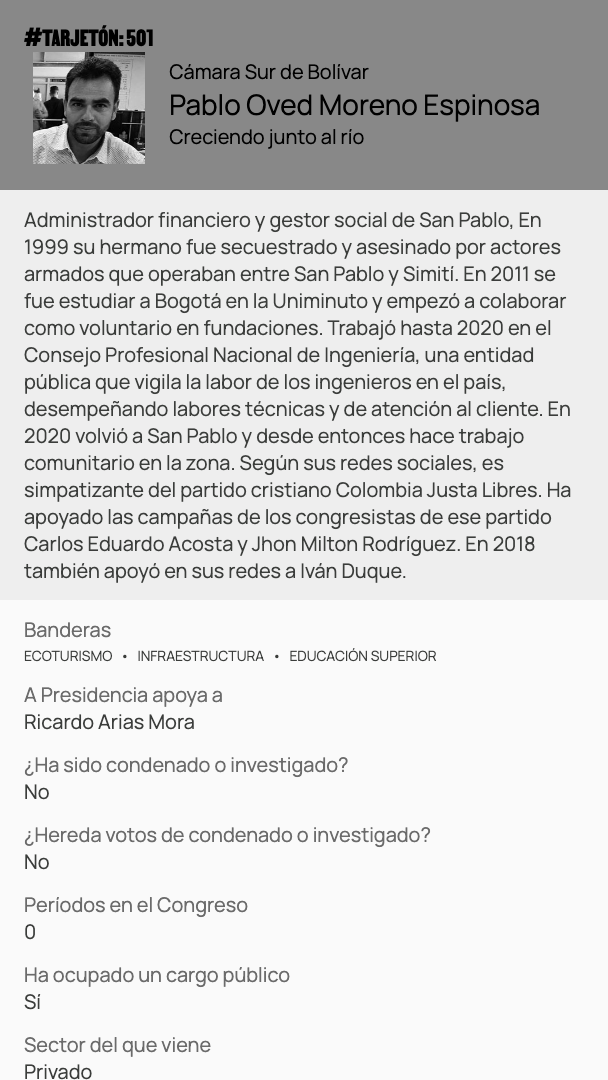 #TARJETÓN: 501
Cámara Sur de Bolívar
Pablo Oved Moreno Espinosa
Creciendo junto al río
Administrador financiero y gestor social de San Pablo, En
1999 su hermano fue secuestrado y asesinado por actores
armados que operaban entre San Pablo y Simití. En 2011 se
fue estudiar a Bogotá en la Uniminuto y empezó a colaborar
como voluntario en fundaciones. Trabajó hasta 2020 en el
Consejo Profesional Nacional de Ingeniería, una entidad
pública que vigila la labor de los ingenieros en el país,
desempeñando labores técnicas y de atención al cliente. En
2020 volvió a San Pablo y desde entonces hace trabajo
comunitario en la zona. Según sus redes sociales, es
simpatizante del partido cristiano Colombia Justa Libres. Ha
apoyado las campañas de los congresistas de ese partido
Carlos Eduardo Acosta y Jhon Milton Rodríguez. En 2018
también apoyó en sus redes a Iván Duque.
Banderas
ECOTURISMO • INFRAESTRUCTURA • EDUCACIÓN SUPERIOR
A Presidencia apoya a
Ricardo Arias Mora
¿Ha sido condenado o investigado?
No
¿Hereda votos de condenado o investigado?
No
Períodos en el Congreso
0
Ha ocupado un cargo público
Sí
Sector del que viene
Privado